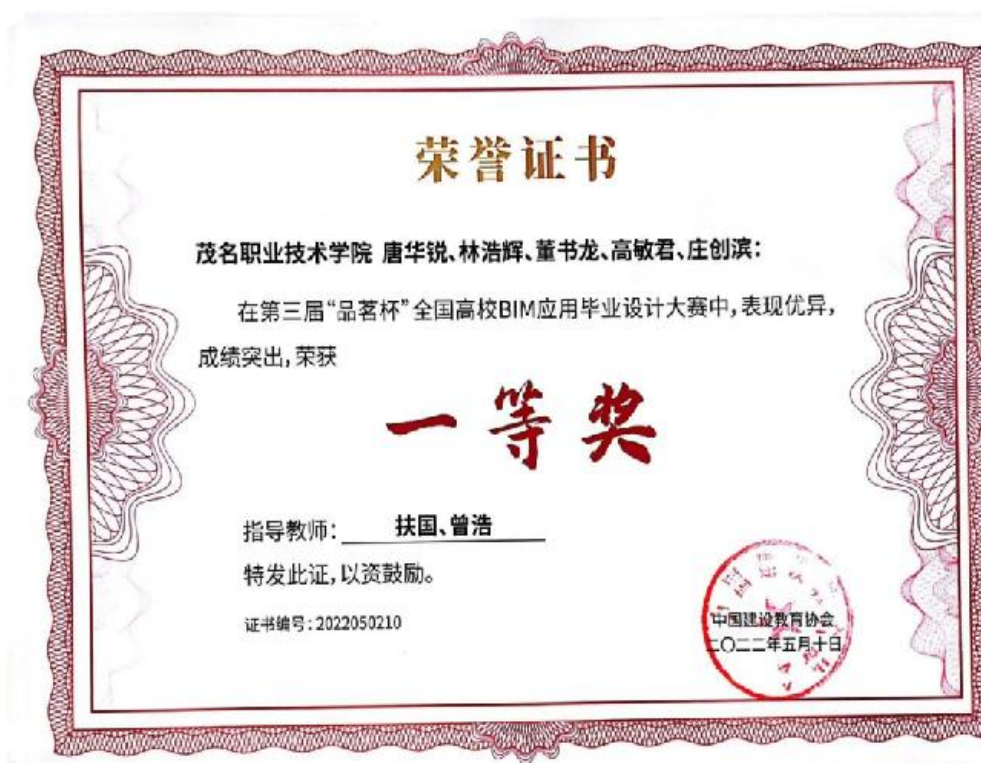 荣誉证书
茂名职业技术学院 唐华锐、林浩辉、董书龙、高敏君、庄创滨：
在第三届“品茗杯”全国高校BIM应用毕业设计大赛中，表现优异，
成绩突出，荣获
一等奖
指导教师： 扶国、曾浩
特发此证，以资鼓励。
证书编号：2022050210
中国建设教育协会
二〇二二年五月十日